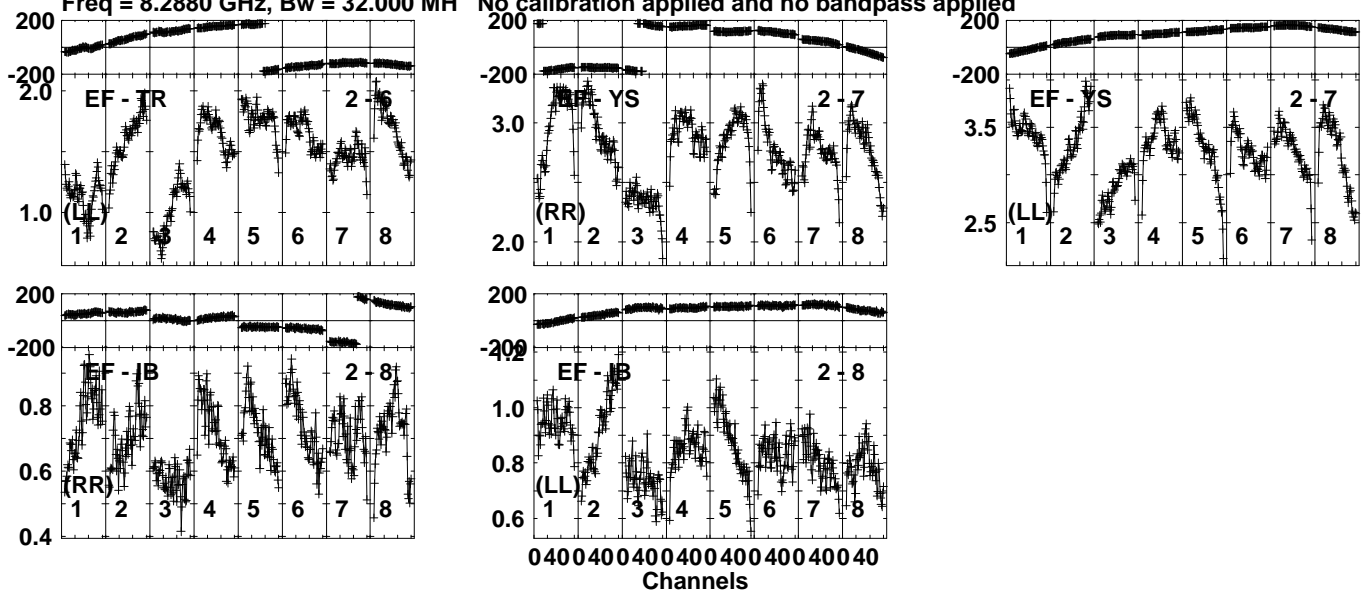 Freq = 8.2880 GHz, Bw = 32.000 MH No calibration applied and no bandpass applied
200 200 200
-200 -200 -200
2.0 EF - TR 2 - 6
1.0
(LL)
1 2 3 4 5 6 7 8
EF - YS 2 - 7
3.0
2.0
(RR)
1 2 3 4 5 6 7 8
EF - YS 2 - 7
3.5
2.5
(LL)
1 2 3 4 5 6 7 8
200
-200
EF - IB 2 - 8
0.8
0.6
0.4
(RR)
1 2 3 4 5 6 7 8
200
-200
1.2
EF - IB 2 - 8
1.0
0.8
0.6
(LL)
1 2 3 4 5 6 7 8
0 40 0 40 0 40 0 40 0 40 0 40 0 40 0 40
Channels